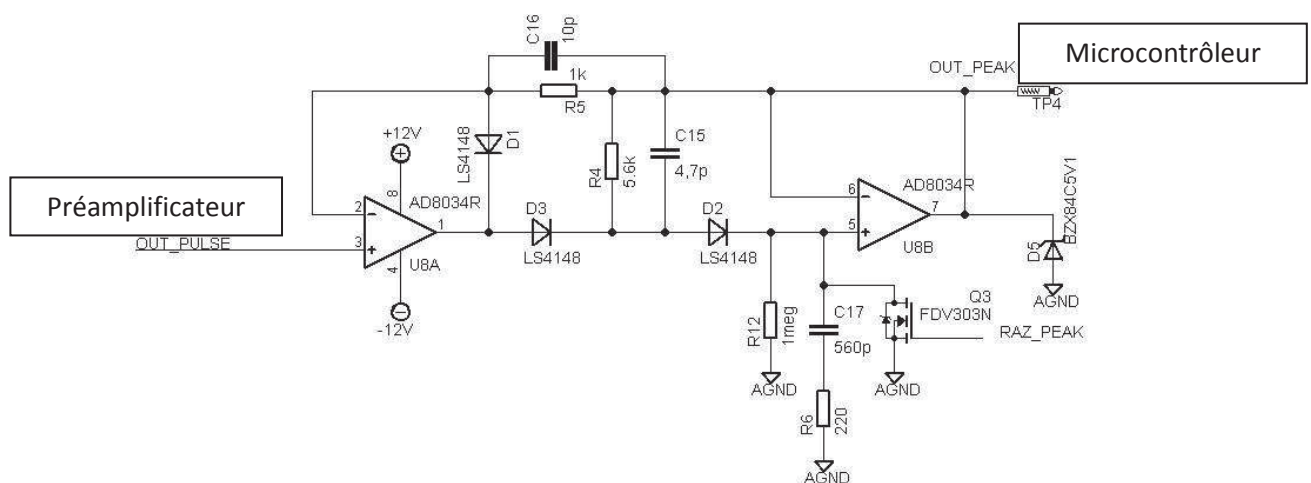 C16
10p
Microcontrôleur
OUT_PEAK
1k
R5
TP4
+12V
LS4148
D1
C15
4,7p
R4
5.6k
Préamplificateur
OUT_PULSE
8
AD8034R
2
3
1
4
U8A
-12V
D3
LS4148
D2
LS4148
AD8034R
6
5
7
U8B
BZX84C5V1
D5
AGND
R12
1meg
AGND
C17
560p
Q3
FDV303N
RAZ_PEAK
AGND
R6
220
AGND